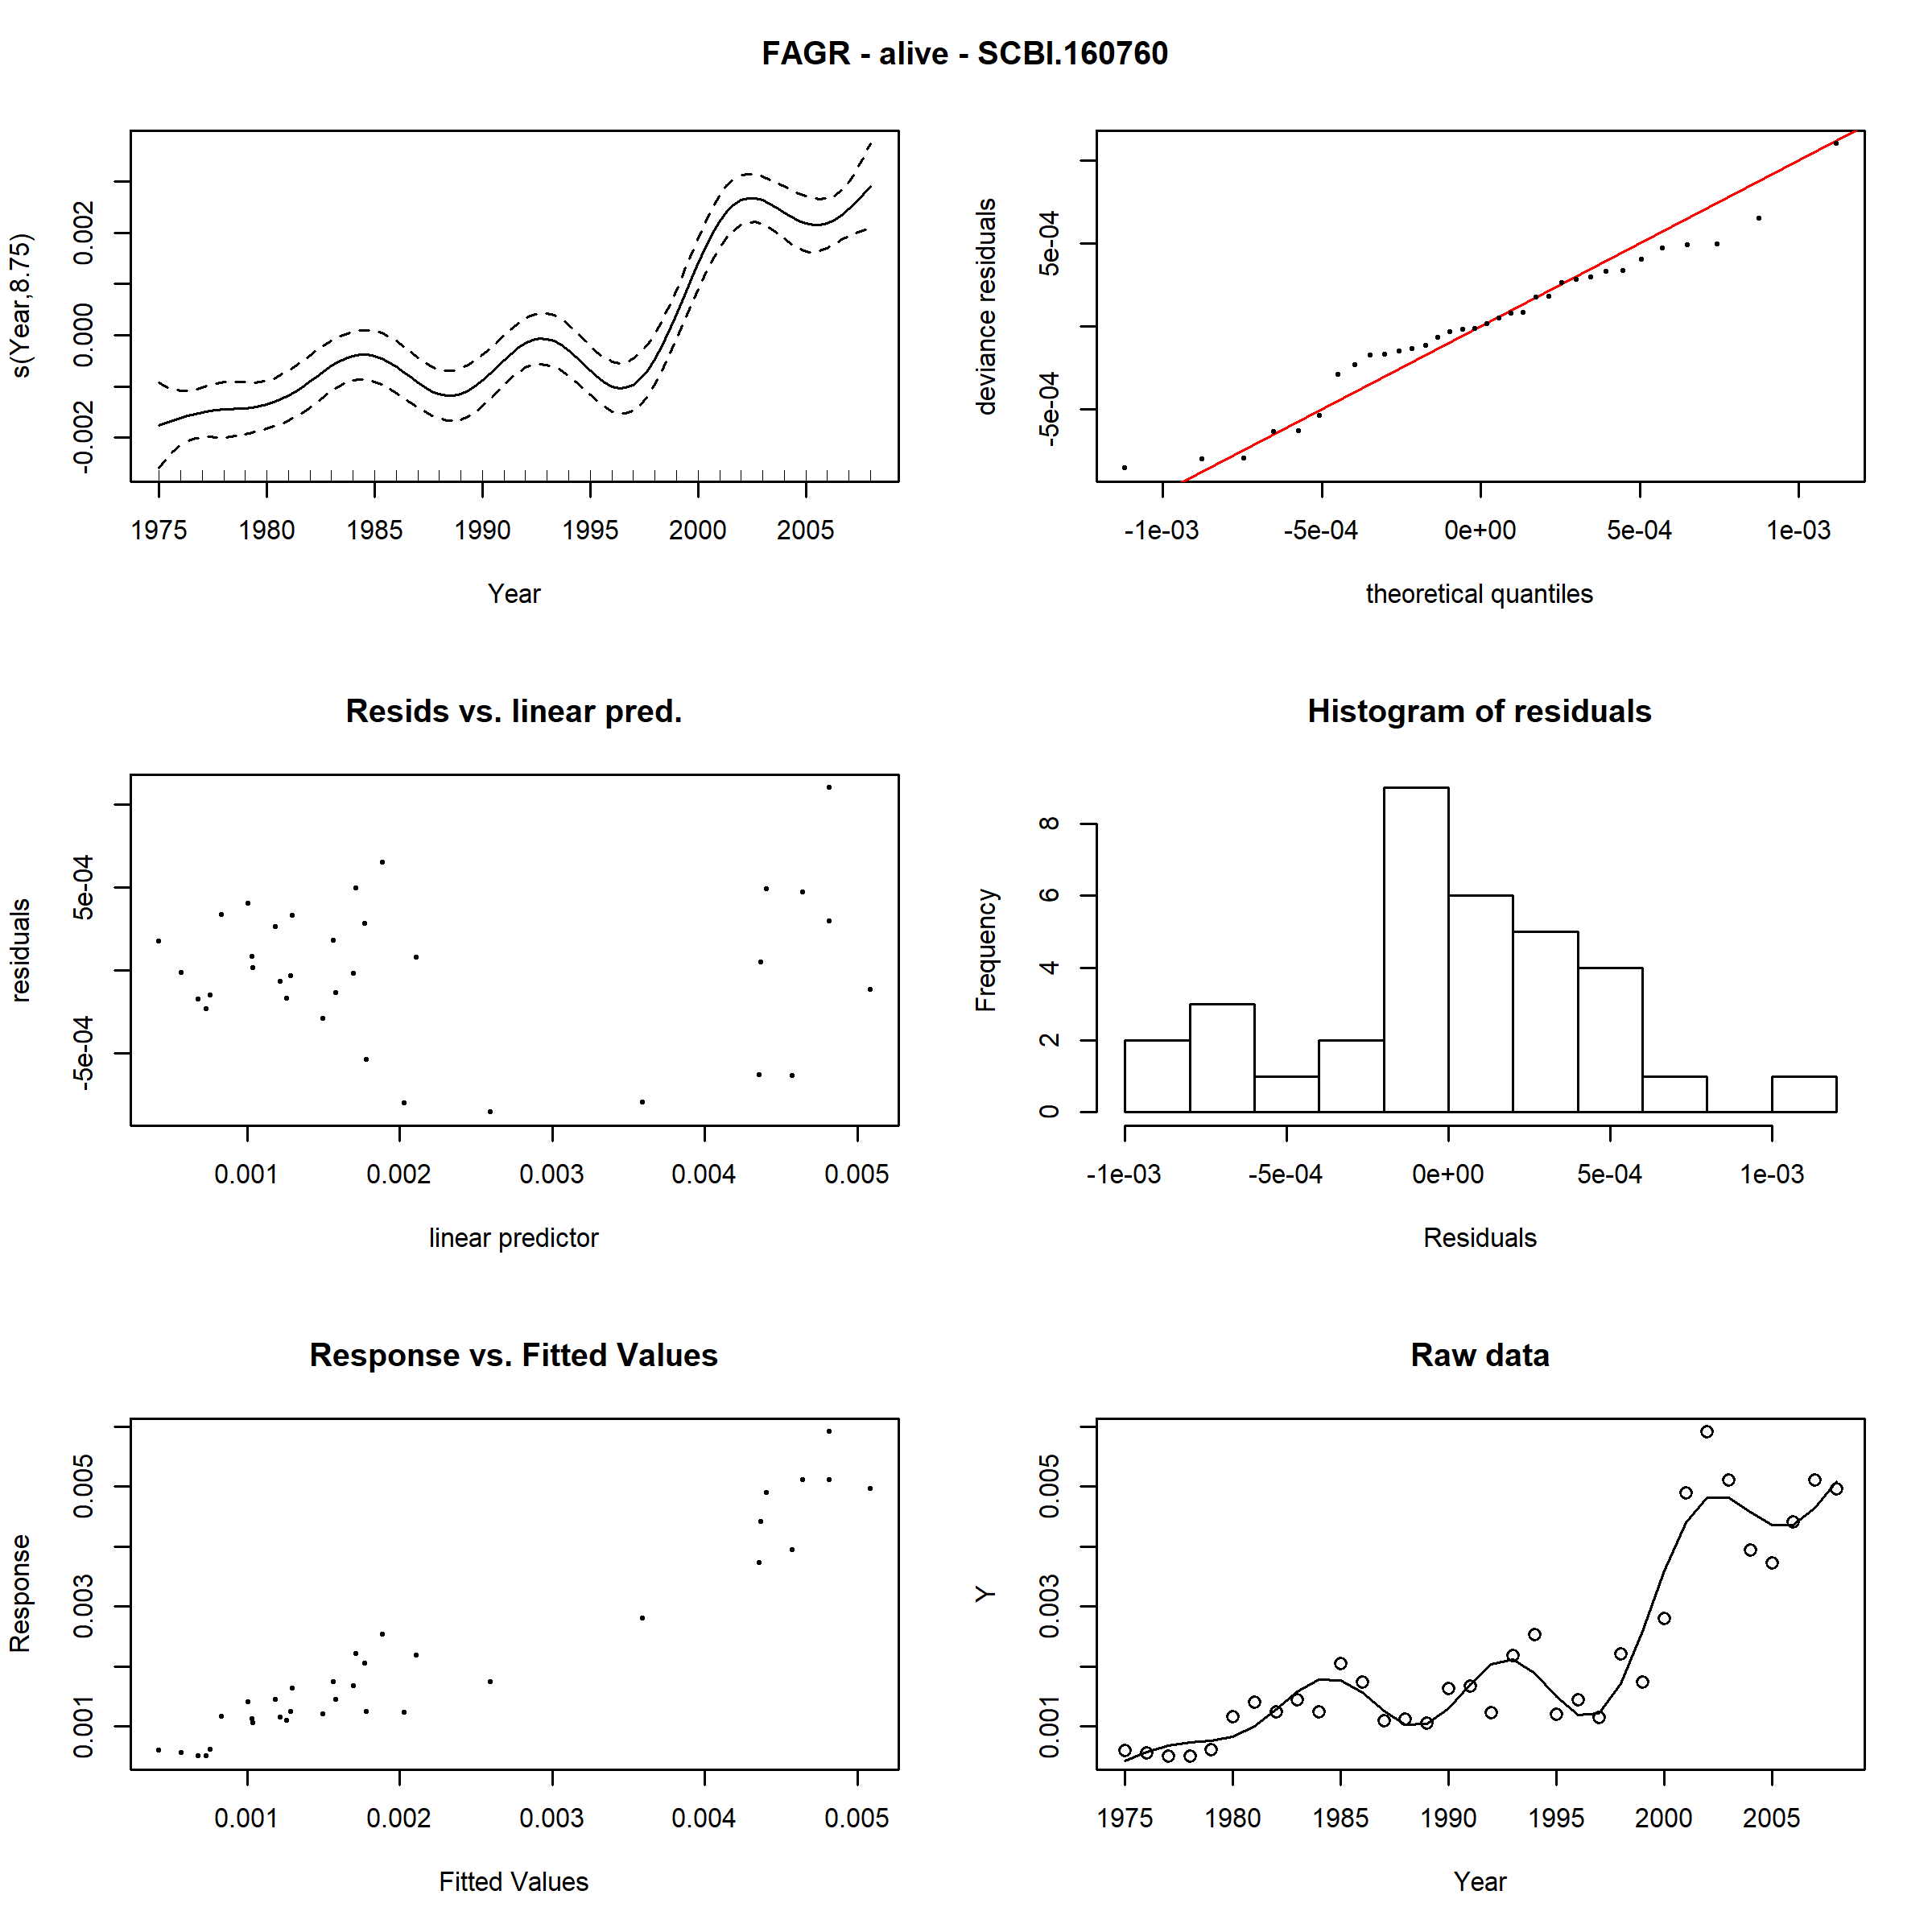 FAGR - alive - SCBI.160760
s(Year,8.75)
-0.002 0.000 0.002
1975 1980 1985 1990 1995 2000 2005
Year
deviance residuals
-5e-04 5e-04
-1e-03 -5e-04 0e+00 5e-04 1e-03
theoretical quantiles
Resids vs. linear pred.
residuals
-5e-04 5e-04
0.001 0.002 0.003 0.004 0.005
linear predictor
Histogram of residuals
Frequency
0 2 4 6 8
-1e-03 -5e-04 0e+00 5e-04 1e-03
Residuals
Response vs. Fitted Values
Response
0.001 0.003 0.005
0.001 0.002 0.003 0.004 0.005
Fitted Values
Raw data
Y
0.001 0.003 0.005
1975 1980 1985 1990 1995 2000 2005
Year